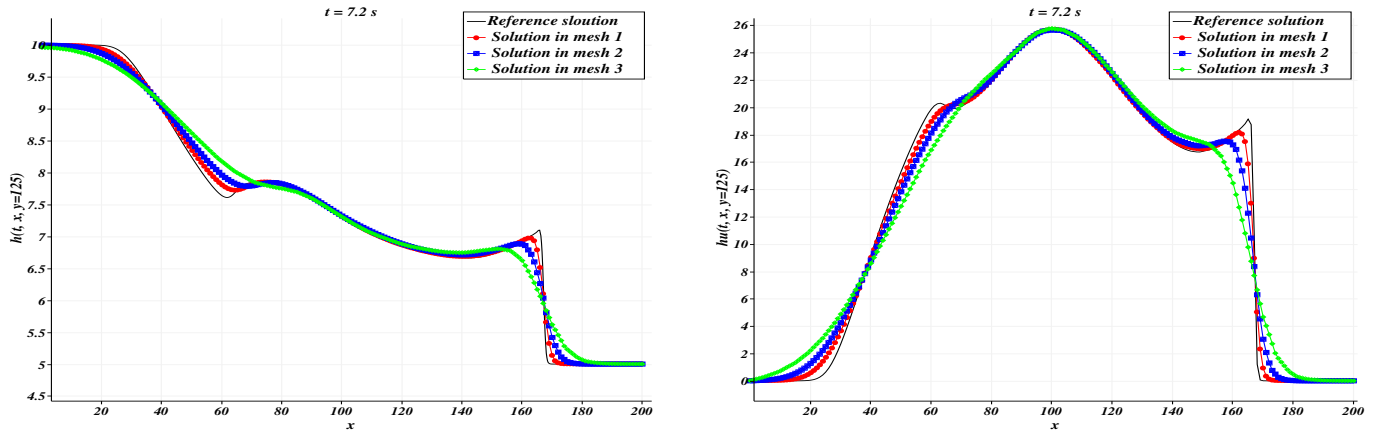 t = 7.2 s
Reference sloution
Solution in mesh 1
Solution in mesh 2
Solution in mesh 3
h(t, x, y=125)
10
9.5
9
8.5
8
7.5
7
6.5
6
5.5
5
4.5
20 40 60 80 100 120 140 160 180 200
x
t = 7.2 s
Reference solution
Solution in mesh 1
Solution in mesh 2
Solution in mesh 3
hu(t, x, y=125)
26
24
22
20
18
16
14
12
10
8
6
4
2
0
20 40 60 80 100 120 140 160 180 200
x